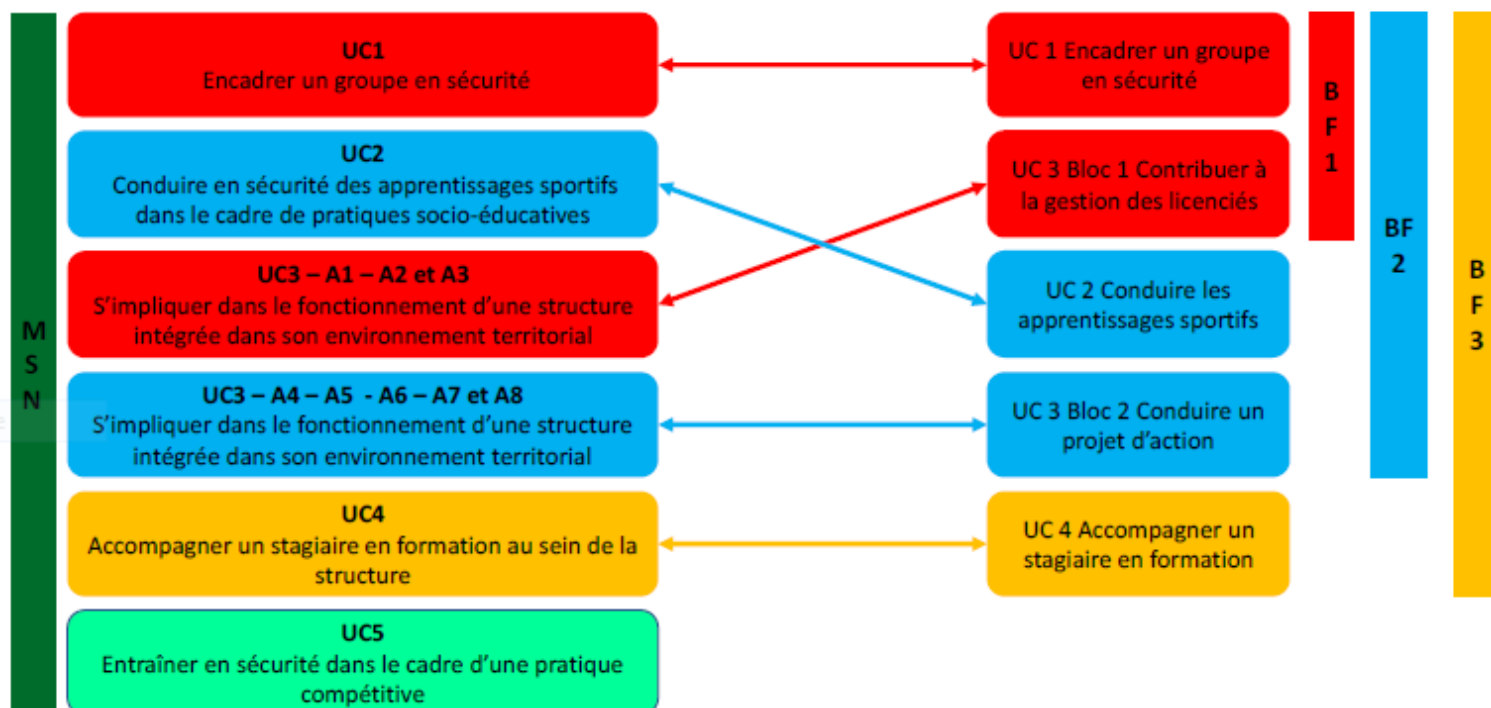 M
S
N
UC1
Encadrer un groupe en sécurité
UC2
Conduire en sécurité des apprentissages sportifs
dans le cadre de pratiques socio-éducatives
UC3 – A1 – A2 et A3
S'impliquer dans le fonctionnement d'une structure
intégrée dans son environnement territorial
UC3 – A4 – A5 - A6 – A7 et A8
S'impliquer dans le fonctionnement d'une structure
intégrée dans son environnement territorial
UC4
Accompagner un stagiaire en formation au sein de la
structure
UC5
Entraîner en sécurité dans le cadre d'une pratique
compétitive
UC 1 Encadrer un groupe
en sécurité
UC 3 Bloc 1 Contribuer à
la gestion des licenciés
UC 2 Conduire les
apprentissages sportifs
UC 3 Bloc 2 Conduire un
projet d'action
UC 4 Accompagner un
stagiaire en formation
B
F
1
BF
2
B
F
3